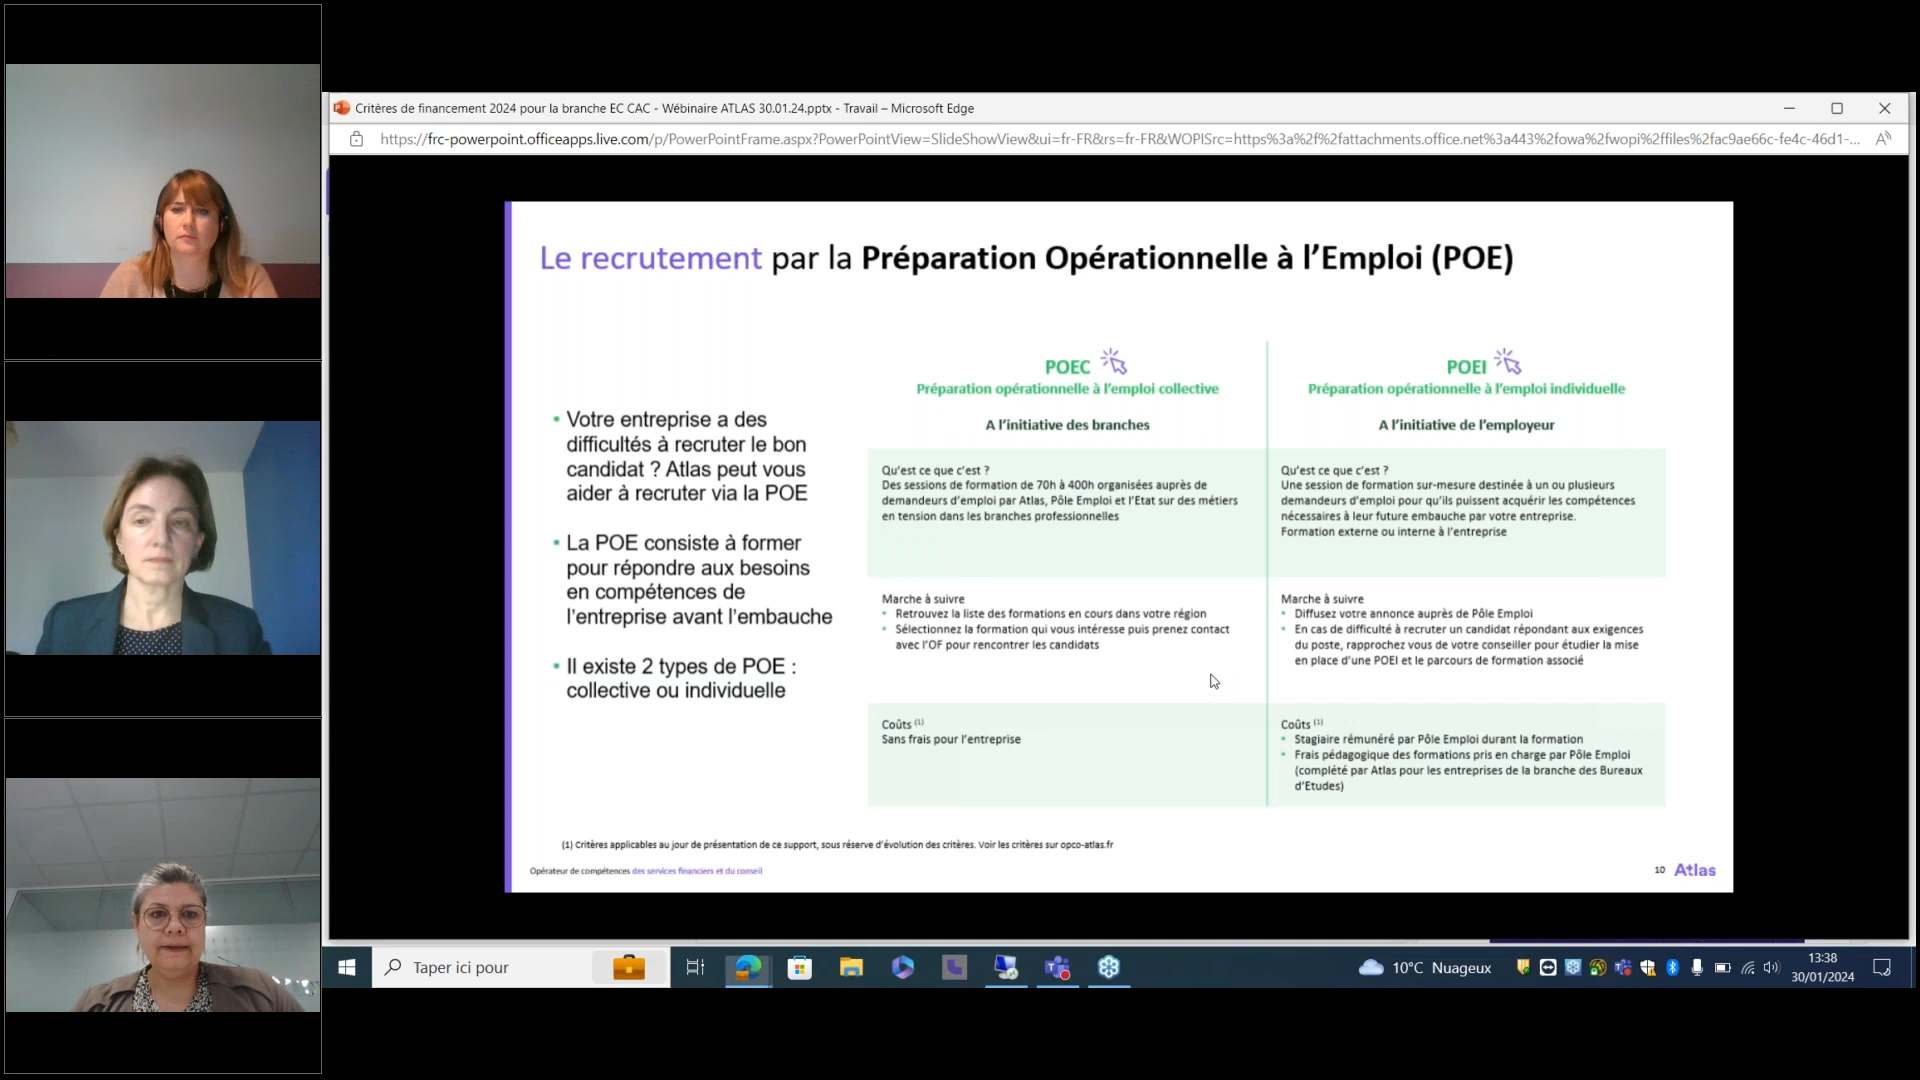 Critères de financement 2024 pour la branche EC CAC - Wébinaire ATLAS 30.01.24.pptx - Travail – Microsoft Edge
https://frc-powerpoint.officeapps.live.com/p/PowerPointFrame.aspx?PowerPointView=SlideShowView&ui=fr-FR&rs=fr-FR&WOPISrc=https%3a%2f%2fattachments.office.net%3a443%2fowa%2fwopi%2ffiles%2fac9ae66c-fe4c-46d1-...
Le recrutement par la Préparation Opérationnelle à l’Emploi (POE)
• Votre entreprise a des
difficultés à recruter le bon
candidat ? Atlas peut vous
aider à recruter via la POE
• La POE consiste à former
pour répondre aux besoins
en compétences de
l’entreprise avant l’embauche
• Il existe 2 types de POE :
collective ou individuelle
POEC
Préparation opérationnelle à l’emploi collective
A l’initiative des branches
Qu’est ce que c’est ?
Des sessions de formation de 70h à 400h organisées auprès de
demandeurs d’emploi par Atlas, Pôle Emploi et l’Etat sur des métiers
en tension dans les branches professionnelles
Marche à suivre
• Retrouvez la liste des formations en cours dans votre région
• Sélectionnez la formation qui vous intéresse puis prenez contact
avec l’OF pour rencontrer les candidats
Coûts (1)
Sans frais pour l’entreprise
POEI
Préparation opérationnelle à l’emploi individuelle
A l’initiative de l’employeur
Qu’est ce que c’est ?
Une session de formation sur-mesure destinée à un ou plusieurs
demandeurs d’emploi pour qu’ils puissent acquérir les compétences
nécessaires à leur future embauche par votre entreprise.
Formation externe ou interne à l’entreprise
Marche à suivre
• Diffusez votre annonce auprès de Pôle Emploi
• En cas de difficulté à recruter un candidat répondant aux exigences
du poste, rapprochez vous de votre conseiller pour étudier la mise
en place d’une POEI et le parcours de formation associé
Coûts (1)
• Stagiaire rémunéré par Pôle Emploi durant la formation
• Frais pédagogique des formations pris en charge par Pôle Emploi
(complété par Atlas pour les entreprises de la branche des Bureaux
d’Etudes)
(1) Critères applicables au jour de présentation de ce support, sous réserve d’évolution des critères. Voir les critères sur opco-atlas.fr
Opérateur de compétences des services financiers et du conseil
10 Atlas
Taper ici pour
10°C Nuageux
13:38
30/01/2024